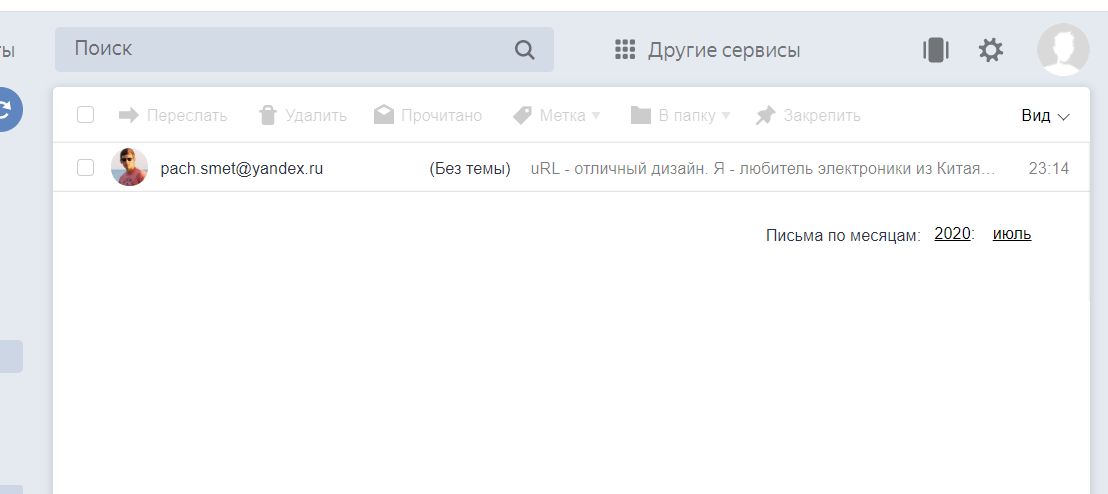 Поиск
Другие сервисы
Переслать Удалить Прочитано Метка В папку Закрепить Вид
pach.smet@yandex.ru (Без темы) uRL - отличный дизайн. Я - любитель электроники из Китая… 23:14
Письма по месяцам: 2020: июль